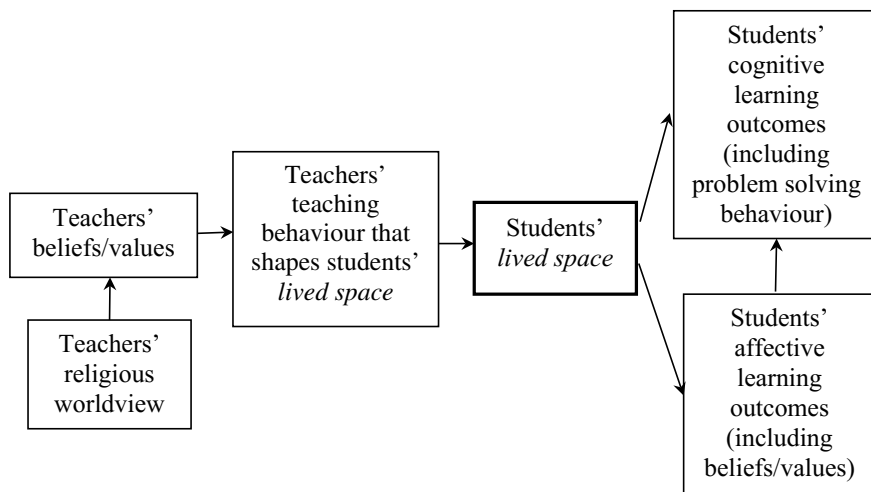 Teachers’
beliefs/values
Teachers’
religious
worldview
Teachers’
teaching
behaviour that
shapes students’
lived space
Students’
lived space
Students’
cognitive
learning
outcomes
(including
problem solving
behaviour)
Students’
affective
learning
outcomes
(including
beliefs/values)